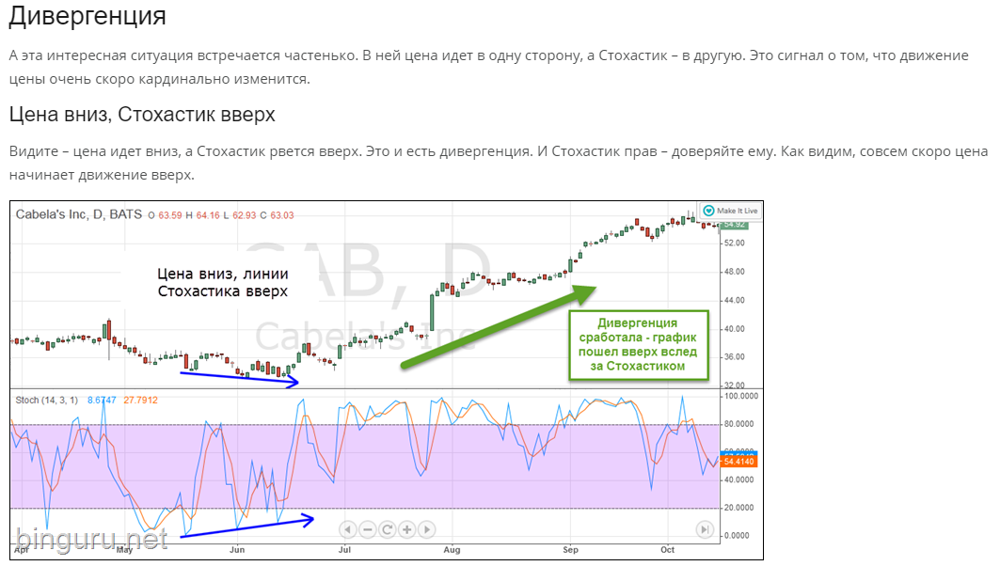 Дивергенция
А эта интересная ситуация встречается частенько. В ней цена идет в одну сторону, а Стохастик – в другую. Это сигнал о том, что движение
цены очень скоро кардинально изменится.
Цена вниз, Стохастик вверх
Видите – цена идет вниз, а Стохастик рвется вверх. Это и есть дивергенция. И Стохастик прав – доверяйте ему. Как видим, совсем скоро цена
начинает движение вверх.
Cabela's Inc, D, BATS O 63.59 H 64.16 L 62.93 C 63.03
Make It Live
54.92
52.00
48.00
44.00
40.00
36.00
32.00
CAB, D
Cabela's Inc
Цена вниз, линии
Стохастика вверх
Дивергенция
сработала - график
пошел вверх вслед
за Стохастиком
Stoch (14, 3, 1) 8.6747 27.7912
100.0000
80.0000
60.0000
54.4140
40.0000
20.0000
0.0000
binguru.net
Apr May Jun Jul Aug Sep Oct